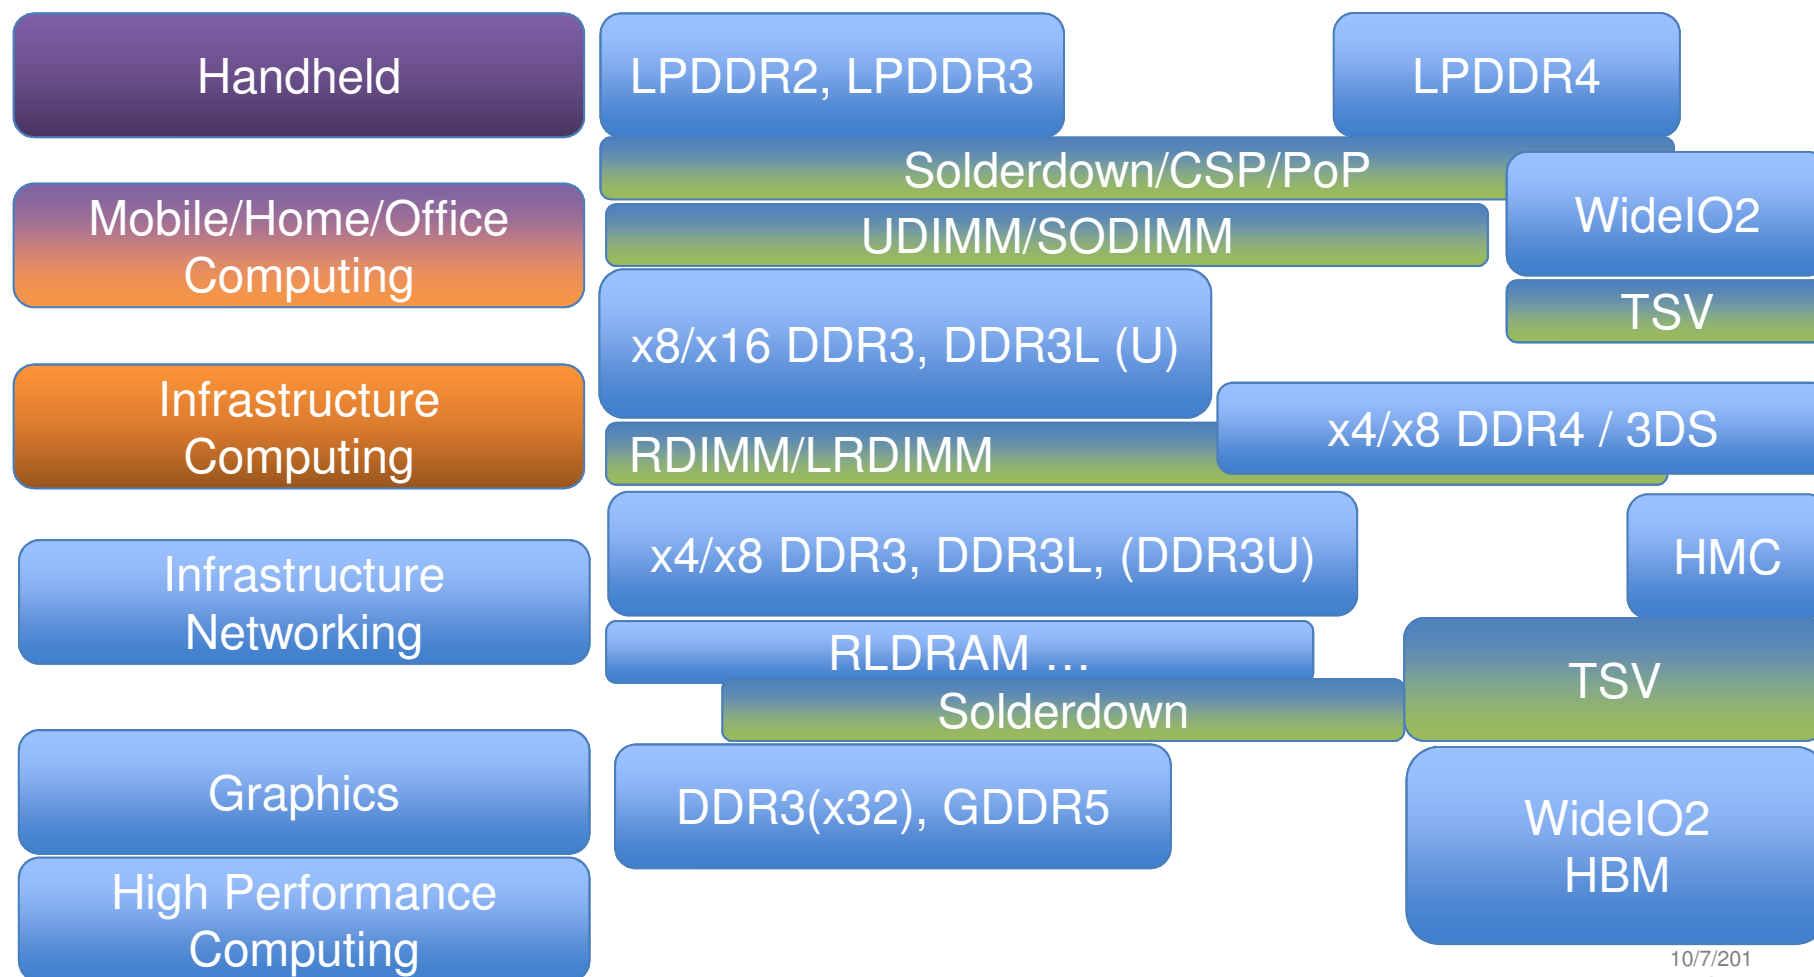 Handheld
LPDDR2, LPDDR3
LPDDR4
Solderdown/CSP/PoP
Mobile/Home/Office
Computing
UDIMM/SODIMM
WideIO2
TSV
x8/x16 DDR3, DDR3L (U)
Infrastructure
Computing
x4/x8 DDR4 / 3DS
RDIMM/LRDIMM
x4/x8 DDR3, DDR3L, (DDR3U)
HMC
Infrastructure
Networking
RLDRAM ...
TSV
Solderdown
Graphics
DDR3(x32), GDDR5
WideIO2
HBM
High Performance
Computing
10/7/201